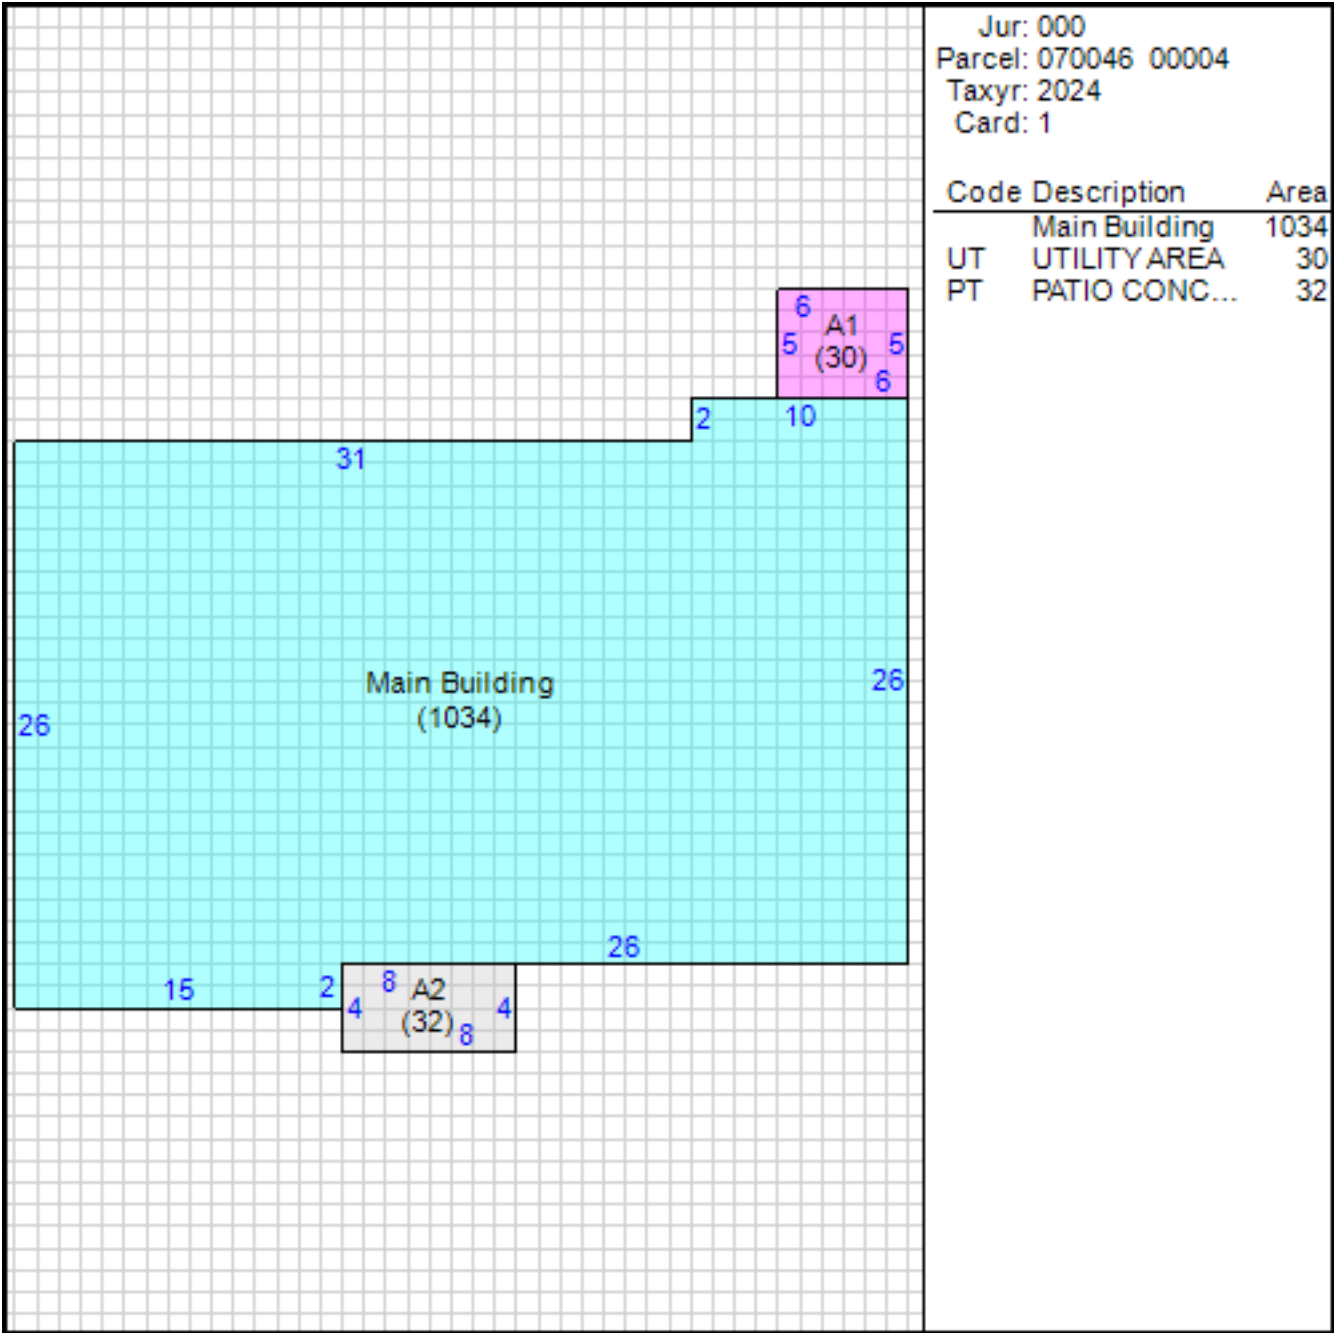 Jur: 000
Parcel: 070046 00004
Taxyr: 2024
Card: 1
Code Description Area
Main Building 1034
UT UTILITY AREA 30
PT PATIO CONC... 32
6
A1
5 (30) 5
6
2 10
31
Main Building
(1034)
26
26
26
15 2
8 A2
4 (32) 4
8